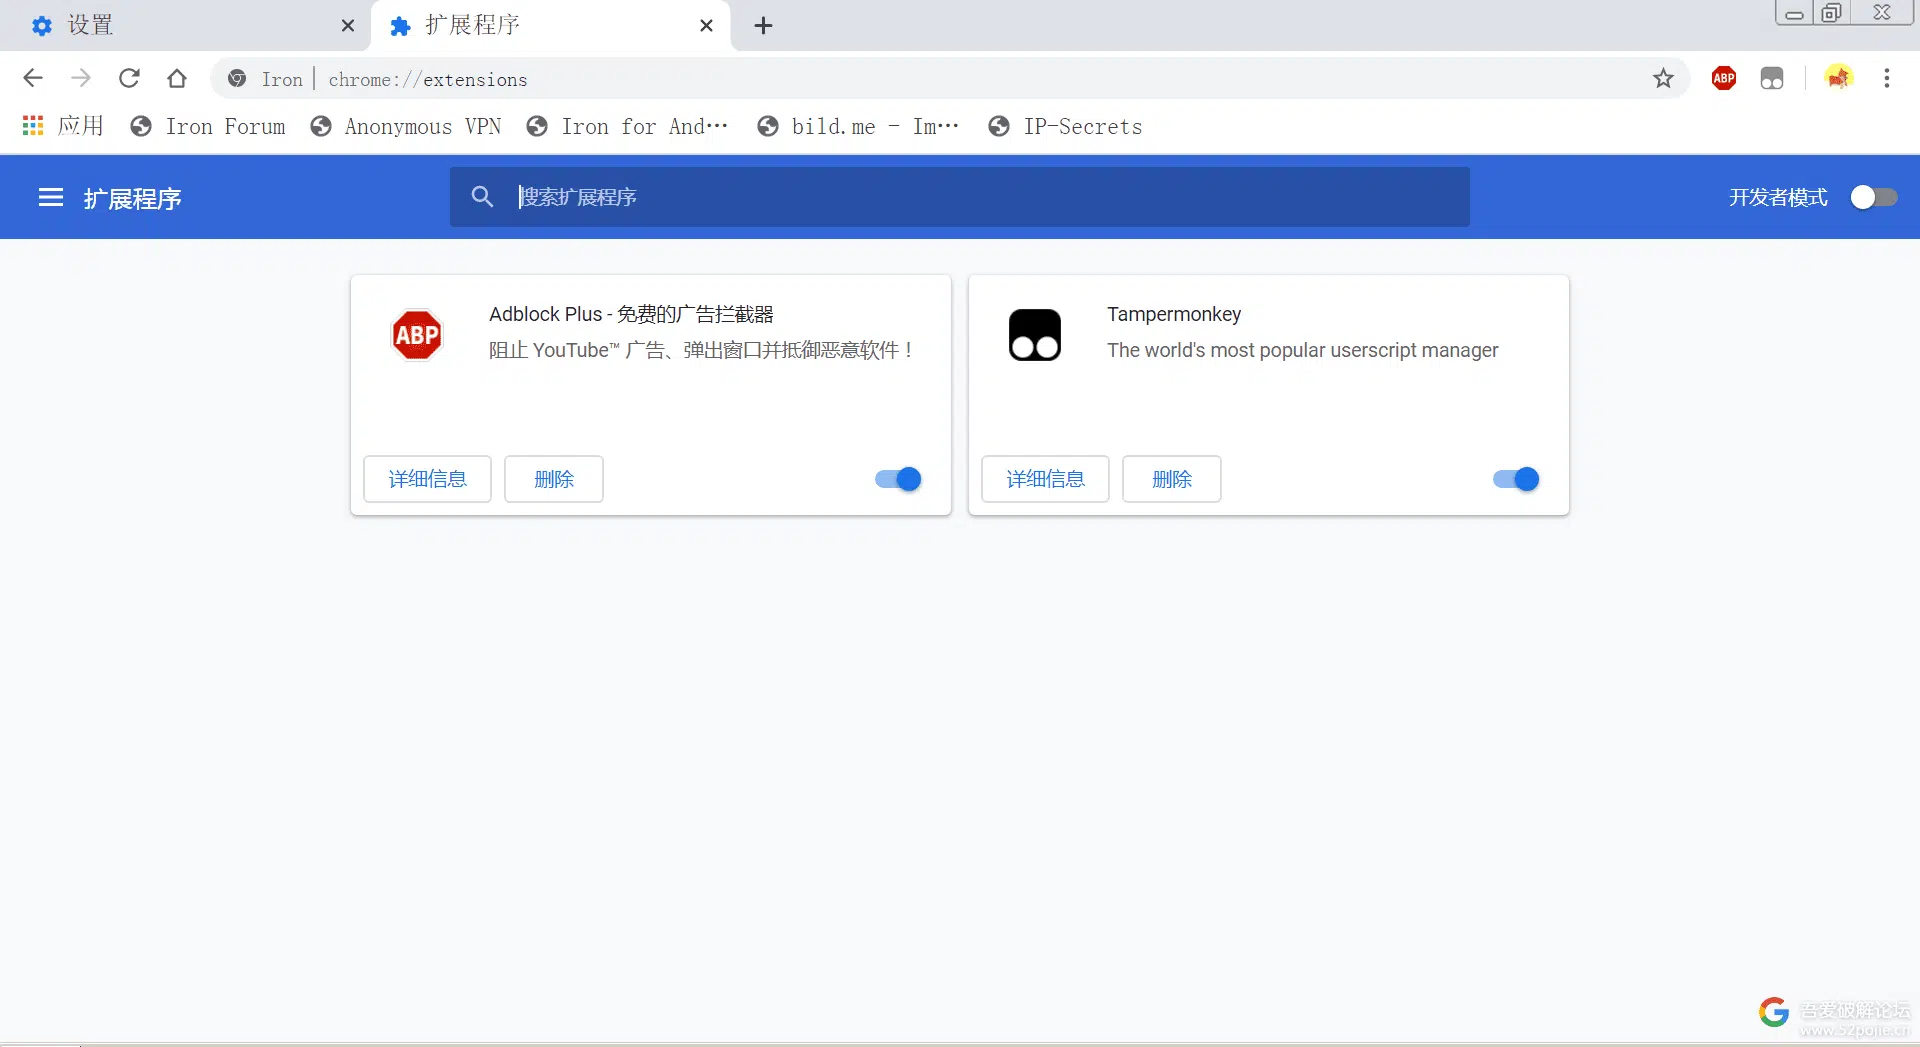 设置
扩展程序
Iron | chrome://extensions
ABP
应用
Iron Forum
Anonymous VPN
Iron for And…
bild.me - Im…
IP-Secrets
扩展程序
搜索扩展程序
开发者模式
ABP
Adblock Plus - 免费的广告拦截器
阻止 YouTube™ 广告、弹出窗口并抵御恶意软件！
详细信息
删除
Tampermonkey
The world's most popular userscript manager
详细信息
删除
吾爱破解论坛
www.52pojie.cn